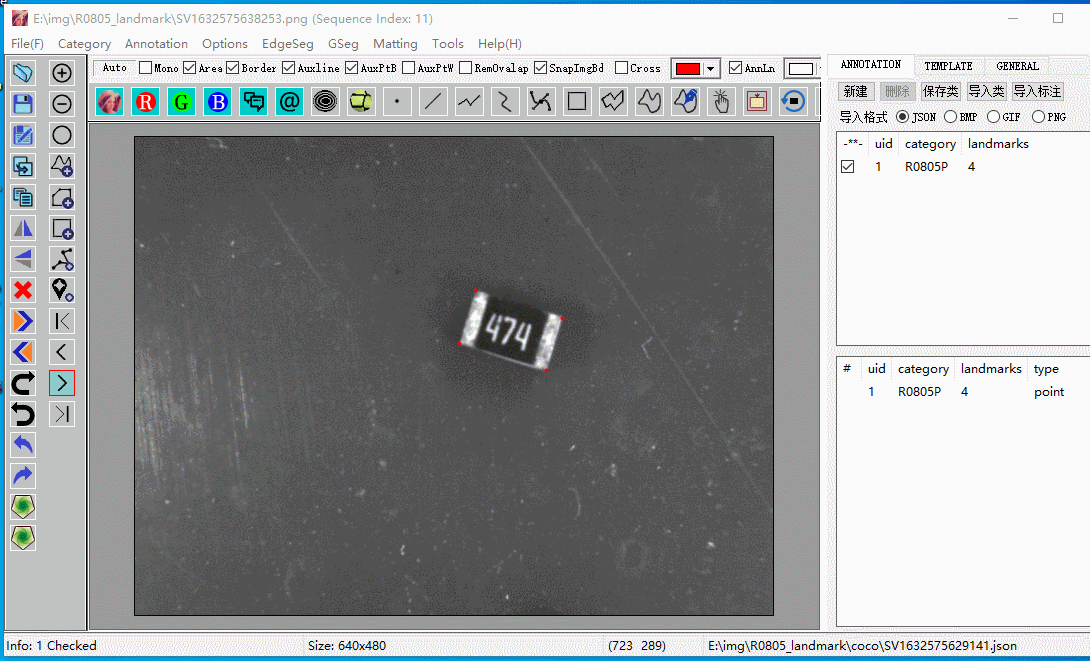 E:\img\R0805_landmark\SV1632575638253.png (Sequence Index: 11)
File(F) Category Annotation Options EdgeSeg GSeg Matting Tools Help(H)
Auto Mono Area Border Auxline AuxPtB AuxPtW RemOvalap SnapImgBd Cross AnnLn
R G B @
ANNOTATION TEMPLATE GENERAL
新建 删除 保存类 导入类 导入标注
导入格式 JSON BMP GIF PNG
-**- uid category landmarks
1 R0805P 4
474
# uid category landmarks type
1 R0805P 4 point
Info: 1 Checked Size: 640x480 (723 289) E:\img\R0805_landmark\coco\SV1632575629141.json